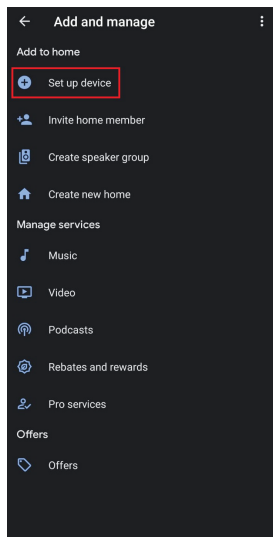 Add and manage
Add to home
Set up device
Invite home member
Create speaker group
Create new home
Manage services
Music
Video
Podcasts
Rebates and rewards
Pro services
Offers
Offers